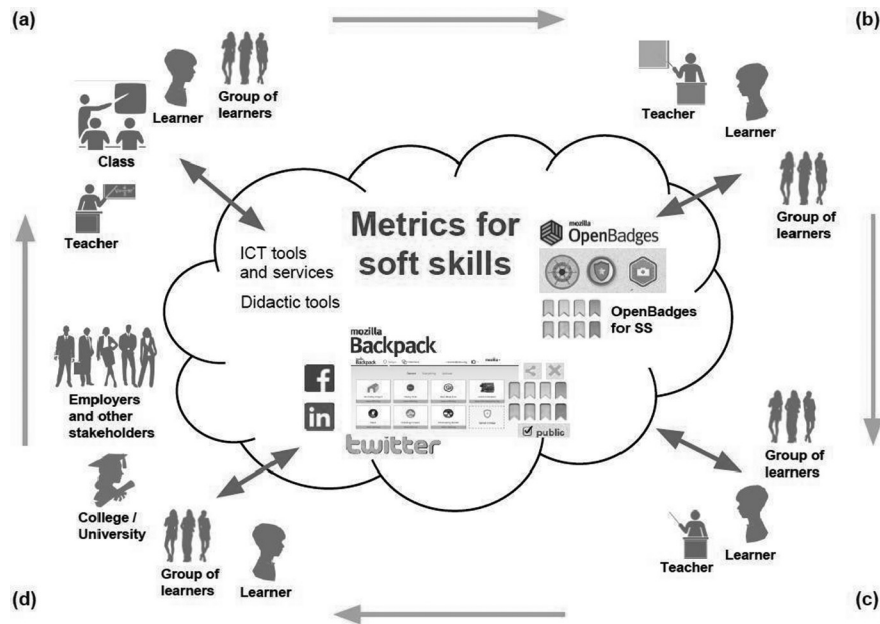 (a)
(b)
Learner
Group of
learners
Class
Teacher
Teacher
Learner
Group of
learners
Metrics for
soft skills
ICT tools
and services
Didactic tools
mozilla
OpenBadges
OpenBadges
for SS
mozilla
Backpack
Backpack
public
twitter
Employers
and other
stakeholders
College /
University
Group of
learners
Learner
Group of
learners
Teacher
Learner
(d)
(c)
f
in